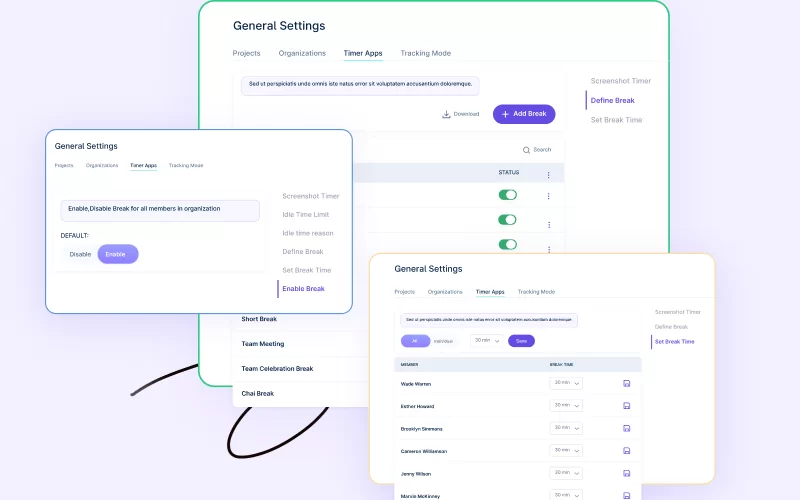 General Settings
Projects Organizations Timer Apps Tracking Mode
Sed ut perspiciatis unde omnis iste natus error sit voluptatem accusantium doloremque.
Download + Add Break
Screenshot Timer
Define Break
Set Break Time
Search
STATUS
Short Break
Team Meeting
Team Celebration Break
Chai Break
General Settings
Projects Organizations Timer Apps Tracking Mode
Enable,Disable Break for all members in organization
DEFAULT:
Disable Enable
Screenshot Timer
Idle Time Limit
Idle time reason
Define Break
Set Break Time
Enable Break
General Settings
Projects Organizations Timer Apps Tracking Mode
Sed ut perspiciatis unde omnis iste natus error sit voluptatem accusantium doloremque
All Individual 30 min Save
Screenshot Timer
Define Break
Set Break Time
MEMBER BREAK TIME
Wade Warren 30 min
Esther Howard 30 min
Brooklyn Simmons 30 min
Cameron Williamson 30 min
Jenny Wilson 30 min
Marvin McKinney 30 min